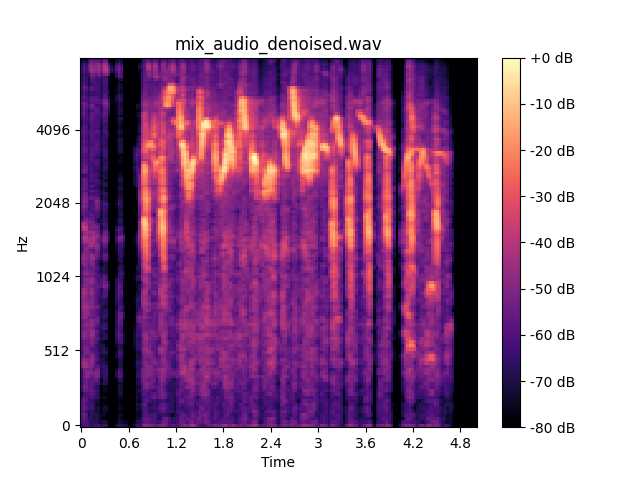 mix_audio_denoised.wav
Hz
4096
2048
1024
512
0
0 0.6 1.2 1.8 2.4 3 3.6 4.2 4.8
Time
+0 dB
-10 dB
-20 dB
-30 dB
-40 dB
-50 dB
-60 dB
-70 dB
-80 dB